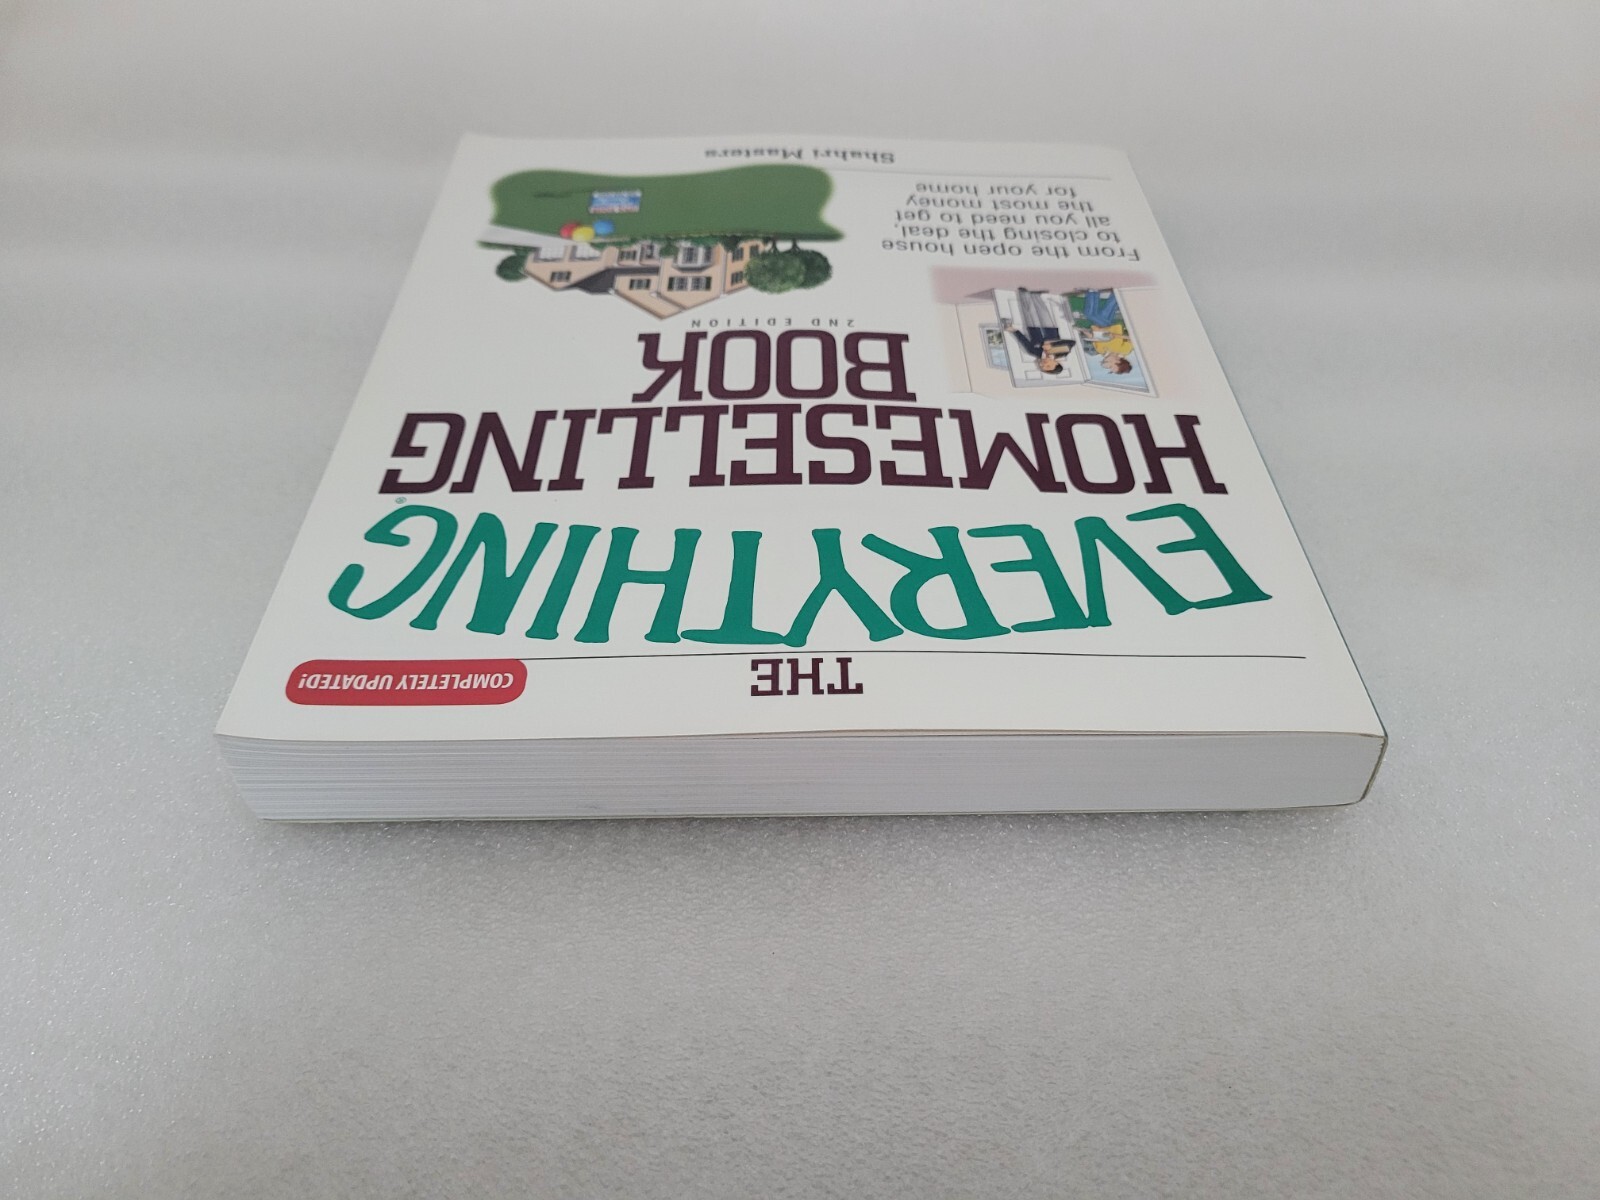 COMPLETELY UPDATED!
THE
EVERYTHING®
HOMESELLING
BOOK
2ND EDITION
From the open house
to closing the deal,
all you need to get
the most money
for your home
Shahri Masters